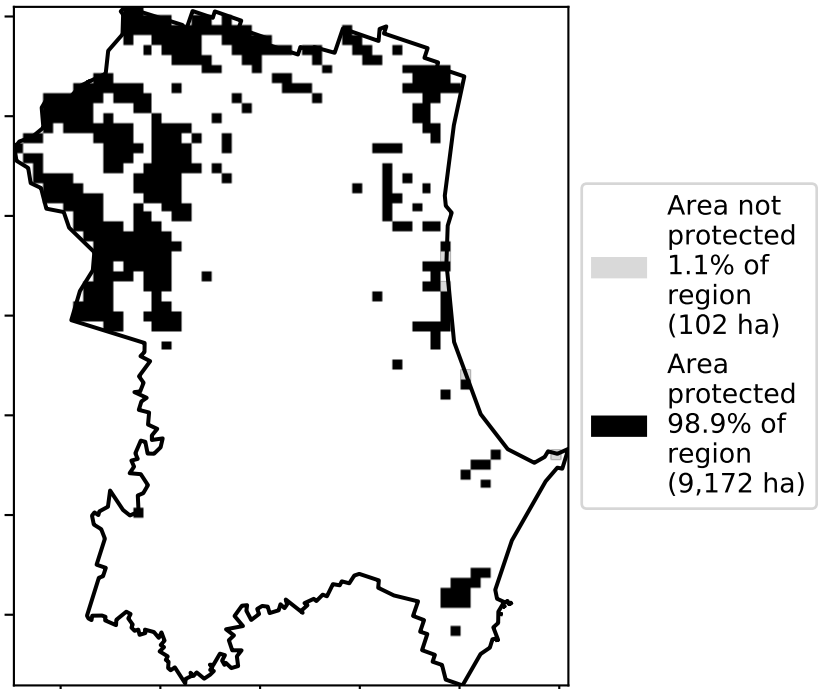 Area not
protected
1.1% of
region
(102 ha)
Area
protected
98.9% of
region
(9,172 ha)